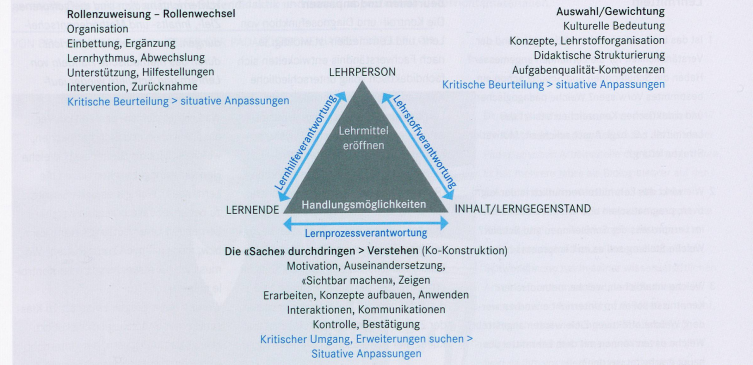 Rollenzuweisung – Rollenwechsel
Organisation
Einbettung, Ergänzung
Lernrhythmus, Abwechslung
Unterstützung, Hilfestellungen
Intervention, Zurücknahme
Kritische Beurteilung > situative Anpassungen
Auswahl/Gewichtung
Kulturelle Bedeutung
Konzepte, Lehrstofforganisation
Didaktische Strukturierung
Aufgabenqualität-Kompetenzen
Kritische Beurteilung > situative Anpassungen
LEHRPERSON
Lernhilfeverantwortung
Lehrstoffverantwortung
Lehrmittel
eröffnen
Handlungsmöglichkeiten
LERNENDE
INHALT/LERNGEGENSTAND
Lernprozessverantwortung
Die «Sache» durchdringen > Verstehen (Ko-Konstruktion)
Motivation, Auseinandersetzung,
«Sichtbar machen», Zeigen
Erarbeiten, Konzepte aufbauen, Anwenden
Interaktionen, Kommunikationen
Kontrolle, Bestätigung
Kritischer Umgang, Erweiterungen suchen >
Situative Anpassungen